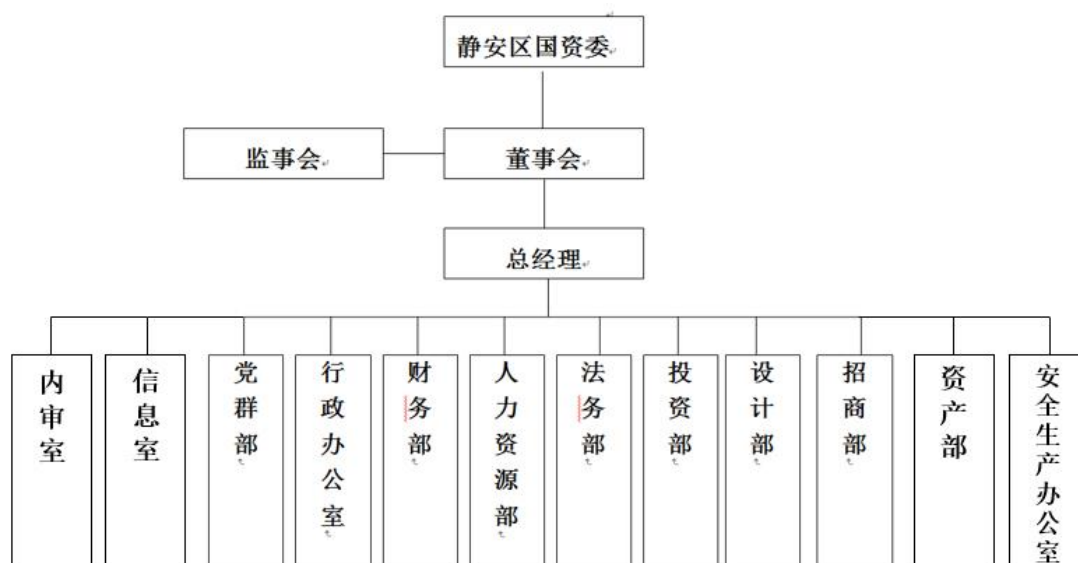 静安区国资委
监事会
董事会
总经理
内审室
信息室
党群部
行政办公室
财务部
人力资源部
法务部
投资部
设计部
招商部
资产部
安全生产办公室